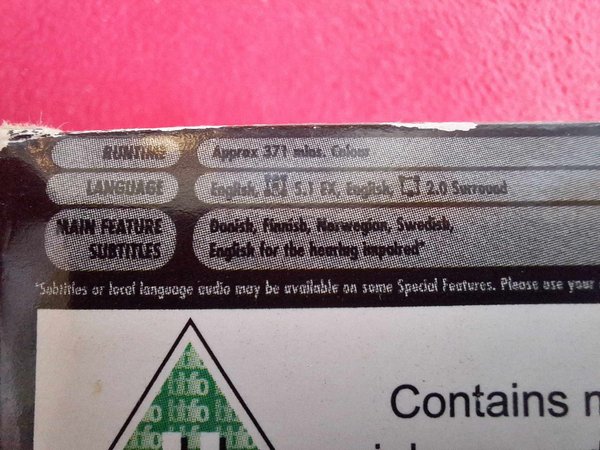 RUNTIME Approx 371 mins. Colour
LANGUAGE English, 5.1 EX, English, 2.0 Surround
MAIN FEATURE SUBTITLES Danish, Finnish, Norwegian, Swedish,
English for the hearing impaired*
*Subtitles or local language audio may be available on some Special Features. Please use your
Contains